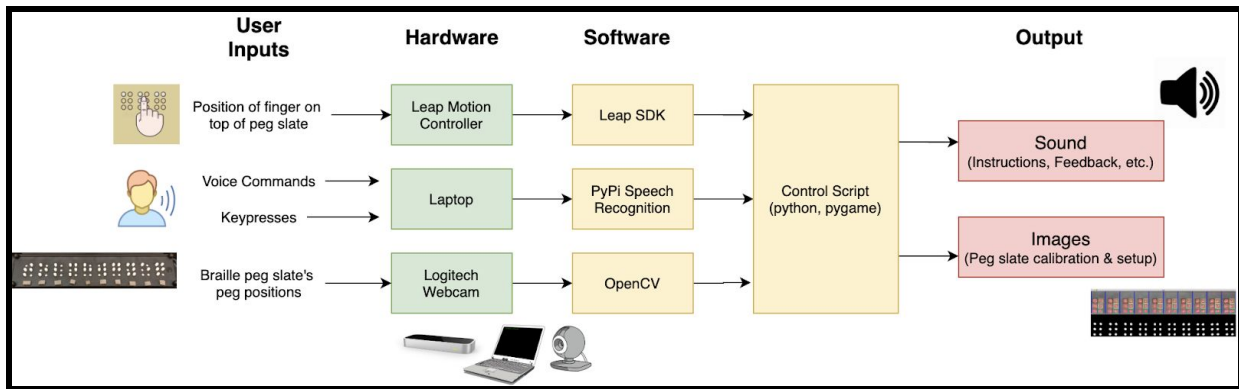 User
Inputs
Hardware
Software
Output
Position of finger on
top of peg slate
Leap Motion
Controller
Leap SDK
Voice Commands
Keypresses
Laptop
PyPi Speech
Recognition
Braille peg slate's
peg positions
Logitech
Webcam
OpenCV
Control Script
(python, pygame)
Sound
(Instructions, Feedback, etc.)
Images
(Peg slate calibration & setup)